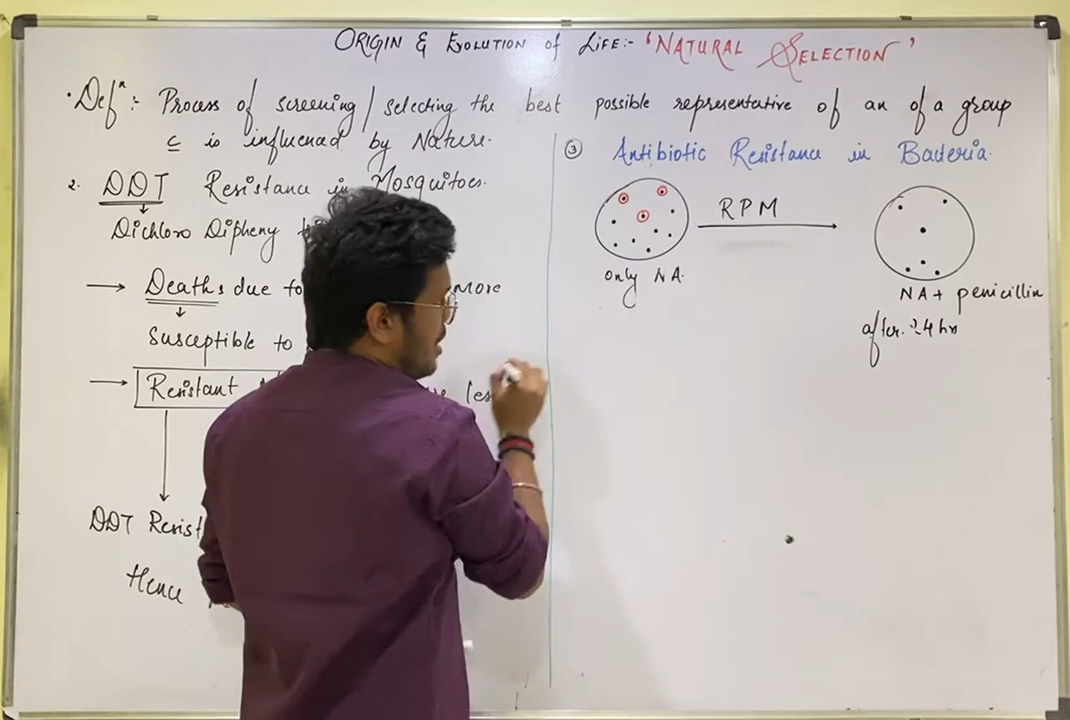 ORIGIN & EVOLUTION of LIFE:- 'NATURAL SELECTION'
· Defⁿ:- Process of screening/selecting the best possible representative of an of a group
c̲ is influenced by Nature.
2. DDT Resistance in Mosquitoes.
Dichloro Dipheny
→ Deaths due to more
↓
Susceptible to
→ Resistant
DDT Resist
Hence
③ Antibiotic Resistance in Bacteria.
RPM
only NA.
NA + penicillin
after 24 hr